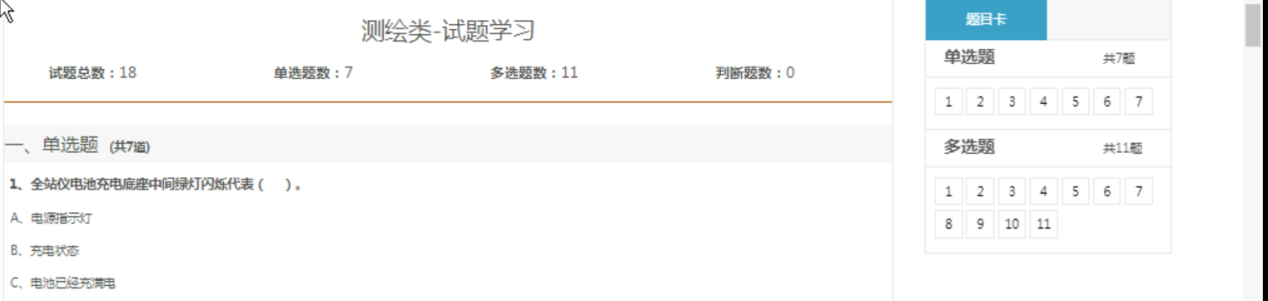 测绘类-试题学习
试题总数：18 单选题数：7 多选题数：11 判断题数：0
一、单选题 (共7道)
1、全站仪电池充电底座中间绿灯闪烁代表（ ）。
A、电源指示灯
B、充电状态
C、电池已经充满电
题目卡
单选题 共7题
1 2 3 4 5 6 7
多选题 共11题
1 2 3 4 5 6 7
8 9 10 11